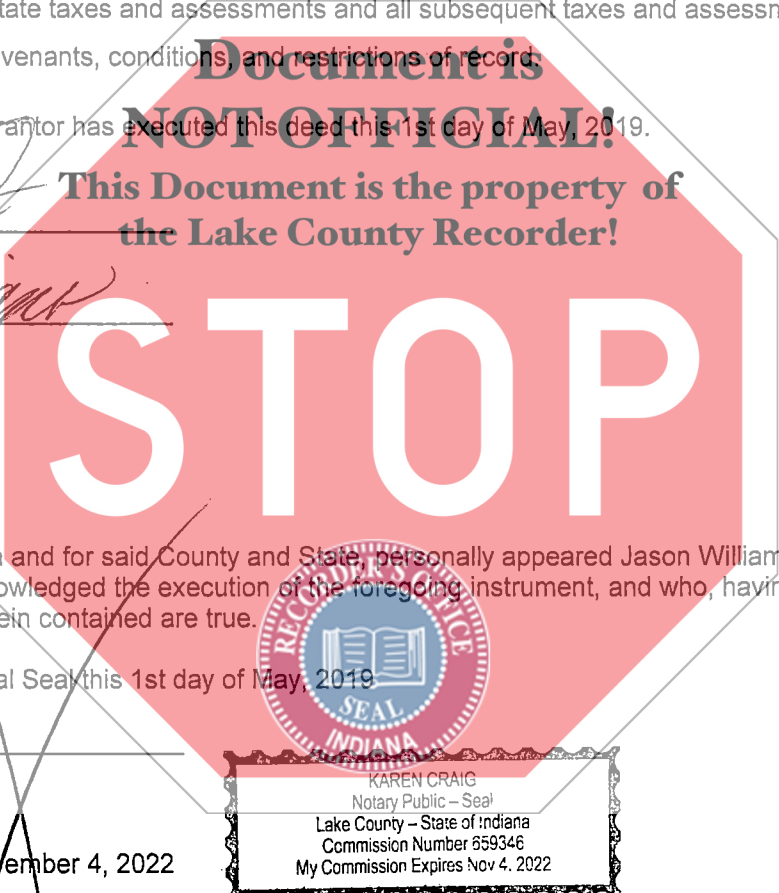 tate taxes and assessments and all subsequent taxes and assessm
venants, conditions, and restrictions of record.
Document is
rantor has executed this deed this 1st day of May, 2019.
NOT OFFICIAL!
This Document is the property of
the Lake County Recorder!
STOP
and for said County and State, personally appeared Jason William
owledged the execution of the foregoing instrument, and who, havin
ein contained are true.
al Seal this 1st day of May, 2019
RECORDER'S OFFICE
SEAL
INDIANA
KAREN CRAIG
Notary Public – Seal
Lake County – State of Indiana
Commission Number 659346
My Commission Expires Nov 4, 2022
ember 4, 2022